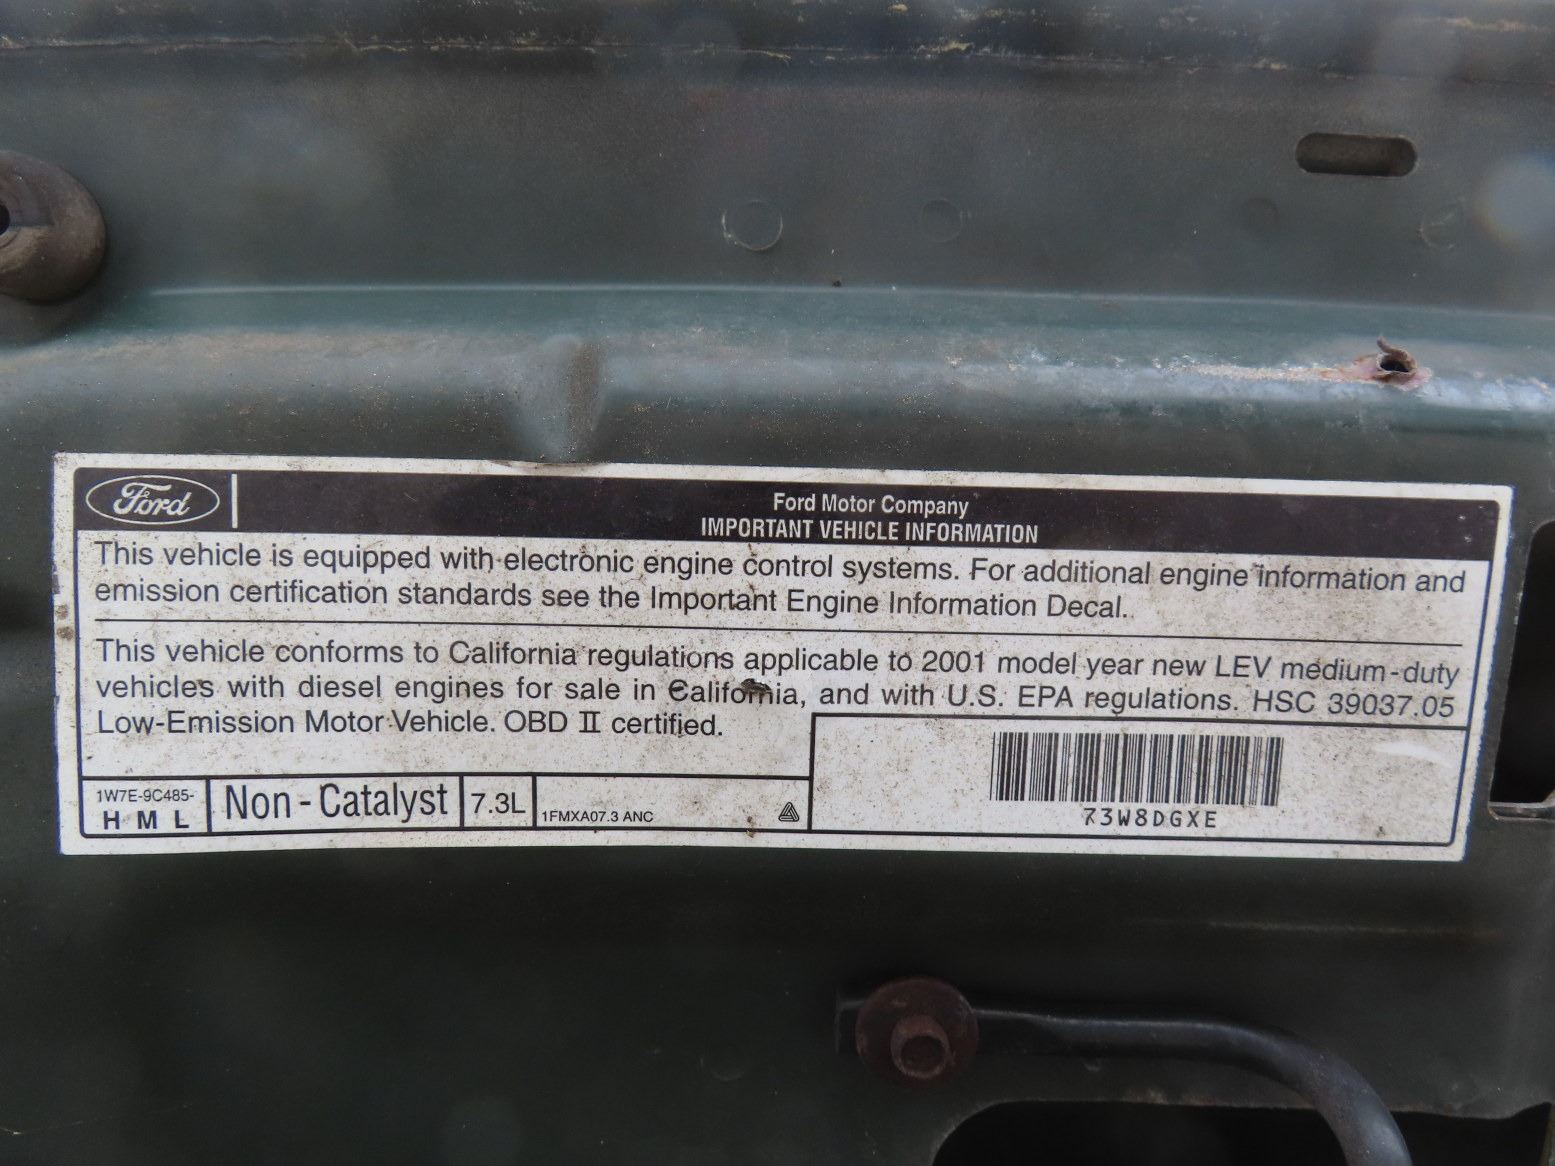 Ford
Ford Motor Company
IMPORTANT VEHICLE INFORMATION
This vehicle is equipped with electronic engine control systems. For additional engine information and
emission certification standards see the Important Engine Information Decal.
This vehicle conforms to California regulations applicable to 2001 model year new LEV medium-duty
vehicles with diesel engines for sale in California, and with U.S. EPA regulations. HSC 39037.05
Low-Emission Motor Vehicle. OBD II certified.
1W7E-9C485-
H M L
Non-Catalyst
7.3L
1FMXA07.3 ANC
73W8DGXE